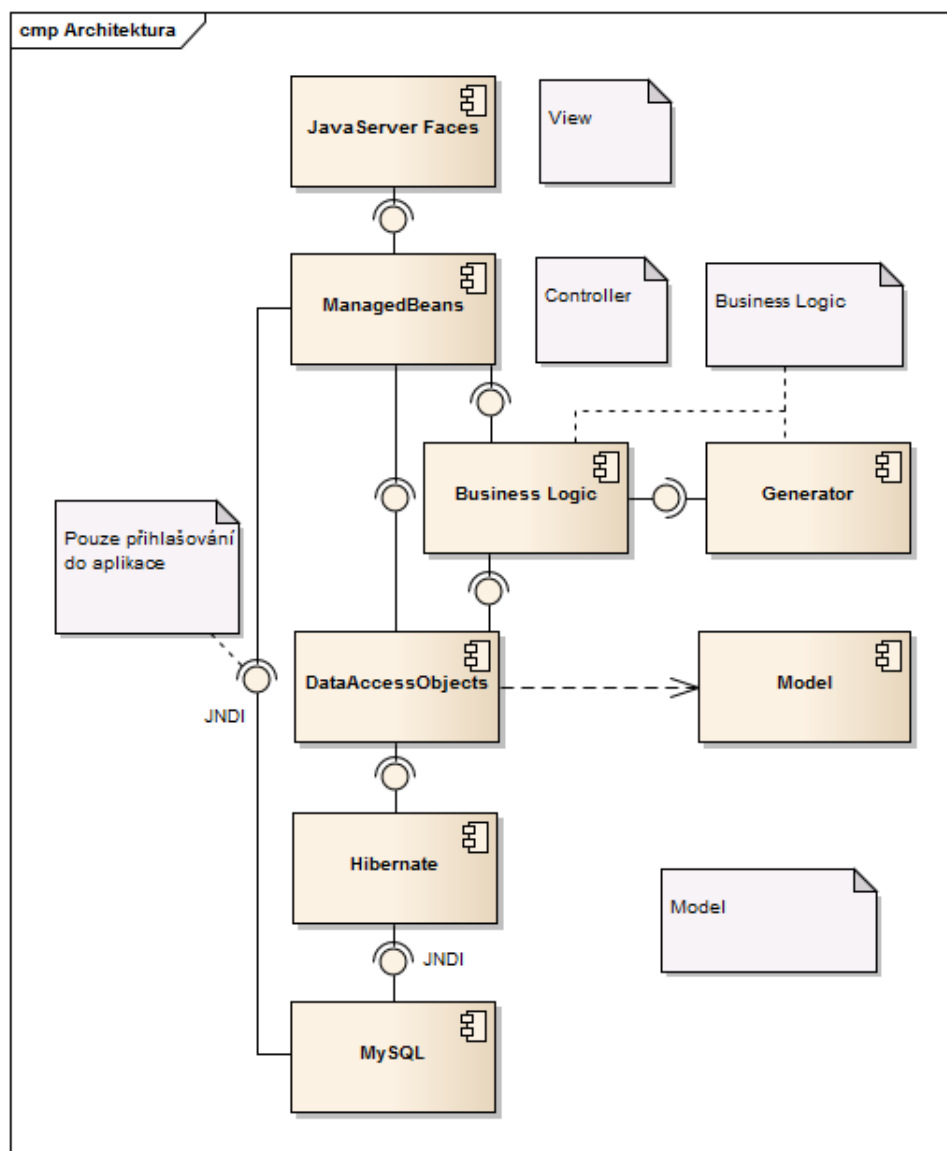 cmp Architektura
JavaServer Faces
View
ManagedBeans
Controller
Business Logic
Business Logic
Generator
Pouze přihlašování
do aplikace
JNDI
DataAccessObjects
Model
Hibernate
Model
JNDI
MySQL